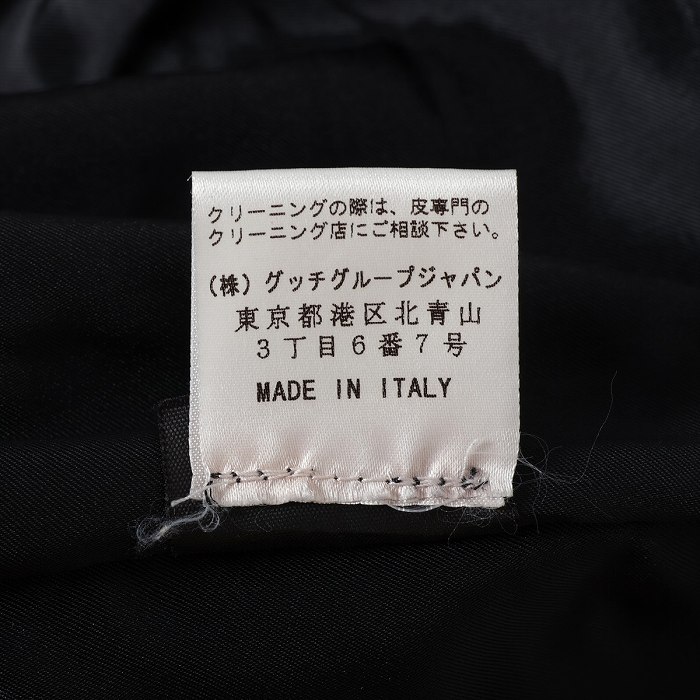 クリーニングの際は、皮専門の
クリーニング店にご相談下さい。
(株)グッチグループジャパン
東京都港区北青山
3丁目6番7号
MADE IN ITALY